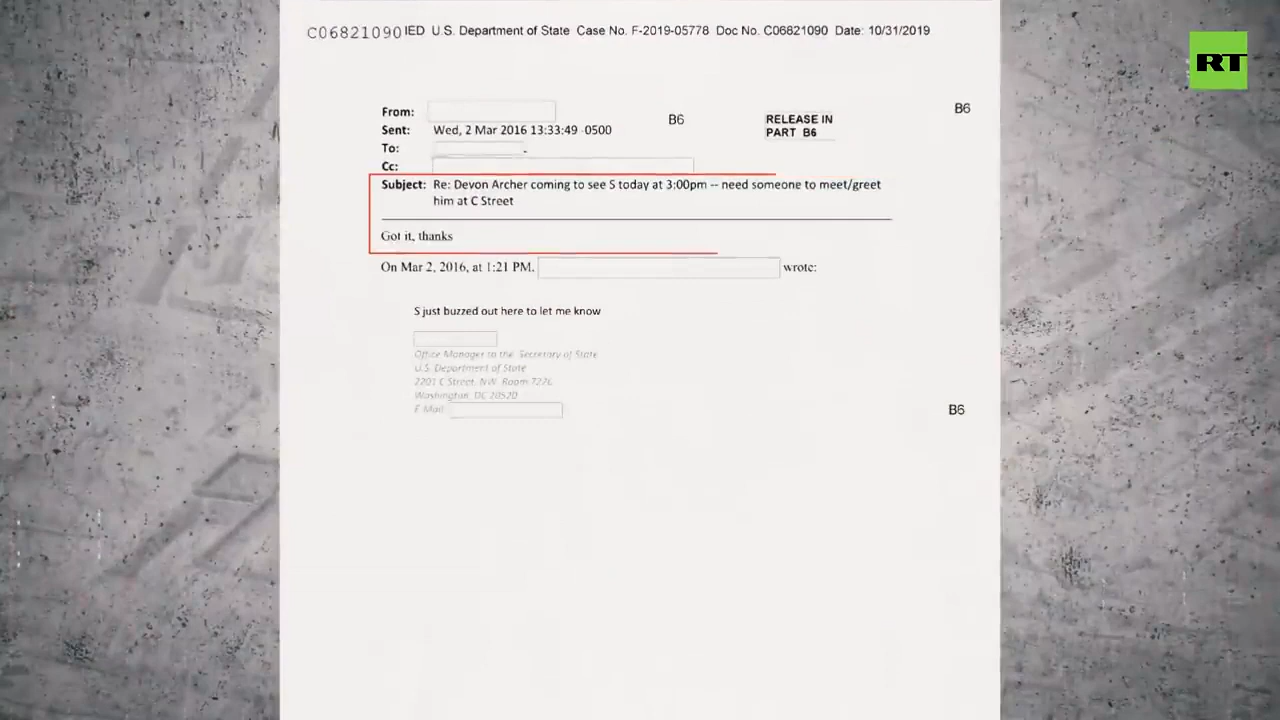 C06821090IED U.S. Department of State Case No. F-2019-05778 Doc No. C06821090 Date: 10/31/2019
RT
B6
From:
B6
RELEASE IN
PART B6
Sent: Wed, 2 Mar 2016 13:33:49 -0500
To:
Cc:
Subject: Re: Devon Archer coming to see S today at 3:00pm -- need someone to meet/greet
him at C Street
Got it, thanks
On Mar 2, 2016, at 1:21 PM, wrote:
S just buzzed out here to let me know
Office Manager to the Secretary of State
U.S. Department of State
2201 C Street, NW Room 7226
Washington, DC 20520
E Mail:
B6